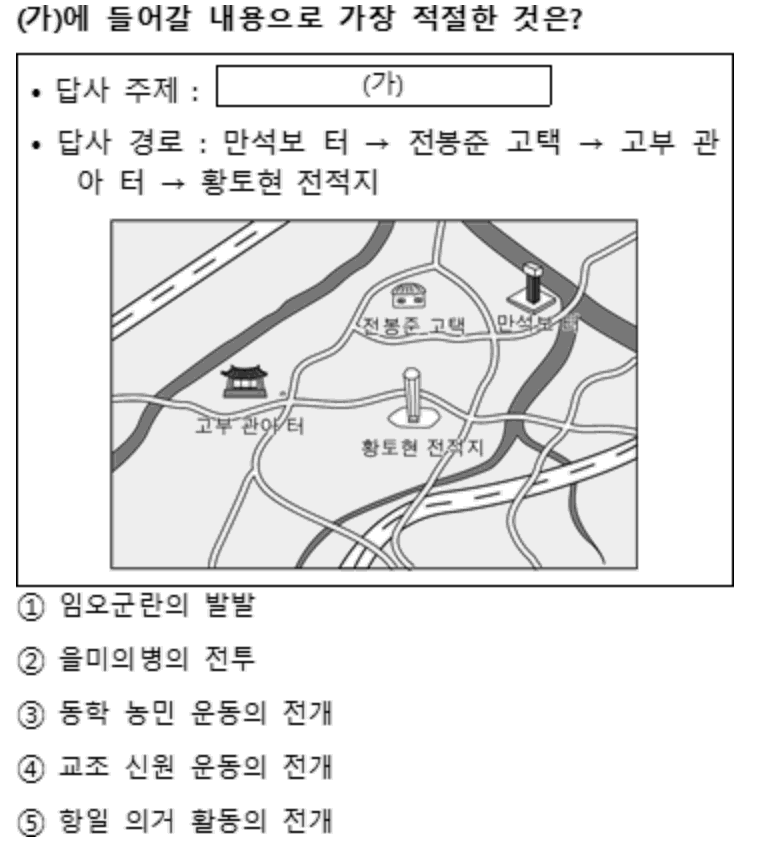 (가)에 들어갈 내용으로 가장 적절한 것은?
• 답사 주제 : (가)
• 답사 경로 : 만석보 터 → 전봉준 고택 → 고부 관
아 터 → 황토현 전적지
전봉준 고택
만석보 터
고부 관아 터
황토현 전적지
① 임오군란의 발발
② 을미의병의 전투
③ 동학 농민 운동의 전개
④ 교조 신원 운동의 전개
⑤ 항일 의거 활동의 전개